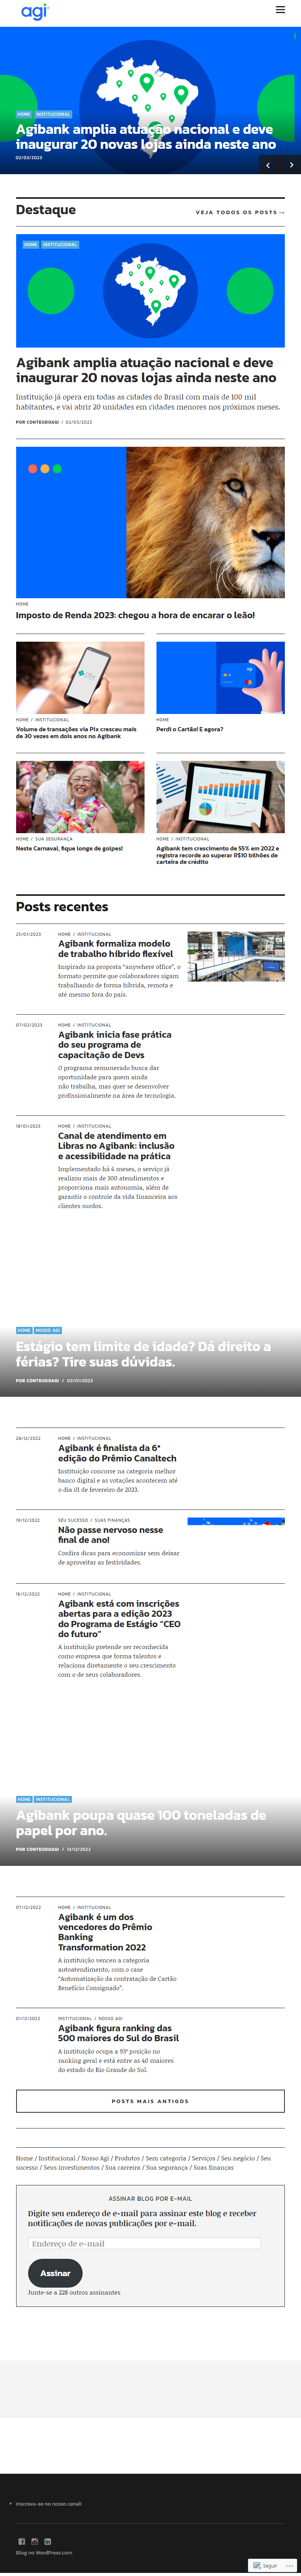 agi
HOME INSTITUCIONAL
Agibank amplia atuação nacional e deve
inaugurar 20 novas lojas ainda neste ano
02/03/2023
Destaque
VEJA TODOS OS POSTS →
HOME INSTITUCIONAL
Agibank amplia atuação nacional e deve
inaugurar 20 novas lojas ainda neste ano
Instituição já opera em todas as cidades do Brasil com mais de 100 mil
habitantes, e vai abrir 20 unidades em cidades menores nos próximos meses.
POR CONTEUDOAGI / 02/03/2023
HOME
Imposto de Renda 2023: chegou a hora de encarar o leão!
HOME / INSTITUCIONAL
Volume de transações via Pix cresceu mais
de 30 vezes em dois anos no Agibank
HOME
Perdi o Cartão! E agora?
HOME / SUA SEGURANÇA
Neste Carnaval, fique longe de golpes!
HOME / INSTITUCIONAL
Agibank tem crescimento de 55% em 2022 e
registra recorde ao superar R$10 bilhões de
carteira de crédito
Posts recentes
25/01/2023
HOME / INSTITUCIONAL
Agibank formaliza modelo
de trabalho híbrido flexível
Inspirado na proposta “anywhere office”, o
formato permite que colaboradores sigam
trabalhando de forma híbrida, remota e
até mesmo fora do país.
07/02/2023
HOME / INSTITUCIONAL
Agibank inicia fase prática
do seu programa de
capacitação de Devs
O programa remunerado busca dar
oportunidade para quem ainda
não trabalha, mas quer se desenvolver
profissionalmente na área de tecnologia.
18/01/2023
HOME / INSTITUCIONAL
Canal de atendimento em
Libras no Agibank: inclusão
e acessibilidade na prática
Implementado há 6 meses, o serviço já
realizou mais de 300 atendimentos e
proporciona mais autonomia, além de
garantir o controle da vida financeira aos
clientes surdos.
HOME NOSSO AGI
Estágio tem limite de idade? Dá direito a
férias? Tire suas dúvidas.
POR CONTEUDOAGI / 03/01/2023
26/12/2022
HOME / INSTITUCIONAL
Agibank é finalista da 6ª
edição do Prêmio Canaltech
Instituição concorre na categoria melhor
banco digital e as votações acontecem até
o dia 01 de fevereiro de 2023.
19/12/2022
SEU SUCESSO / SUAS FINANÇAS
Não passe nervoso nesse
final de ano!
Confira dicas para economizar sem deixar
de aproveitar as festividades.
16/12/2022
HOME / INSTITUCIONAL
Agibank está com inscrições
abertas para a edição 2023
do Programa de Estágio “CEO
do futuro”
A instituição pretende ser reconhecida
como empresa que forma talentos e
relaciona diretamente o seu crescimento
com o de seus colaboradores.
HOME INSTITUCIONAL
Agibank poupa quase 100 toneladas de
papel por ano.
POR CONTEUDOAGI / 13/12/2022
07/12/2022
HOME / INSTITUCIONAL
Agibank é um dos
vencedores do Prêmio
Banking
Transformation 2022
A instituição venceu a categoria
autoatendimento, com o case
“Automatização da contratação de Cartão
Benefício Consignado”.
01/12/2022
INSTITUCIONAL / NOSSO AGI
Agibank figura ranking das
500 maiores do Sul do Brasil
A instituição ocupa a 93ª posição no
ranking geral e está entre as 40 maiores
do estado do Rio Grande do Sul.
POSTS MAIS ANTIGOS
Home / Institucional / Nosso Agi / Produtos / Sem categoria / Serviços / Seu negócio / Seu
sucesso / Seus investimentos / Sua carreira / Sua segurança / Suas finanças
ASSINAR BLOG POR E-MAIL
Digite seu endereço de e-mail para assinar este blog e receber
notificações de novas publicações por e-mail.
Endereço de e-mail
Assinar
Junte-se a 228 outros assinantes
Inscreva-se no nosso canal!
Blog no WordPress.com.
Seguir